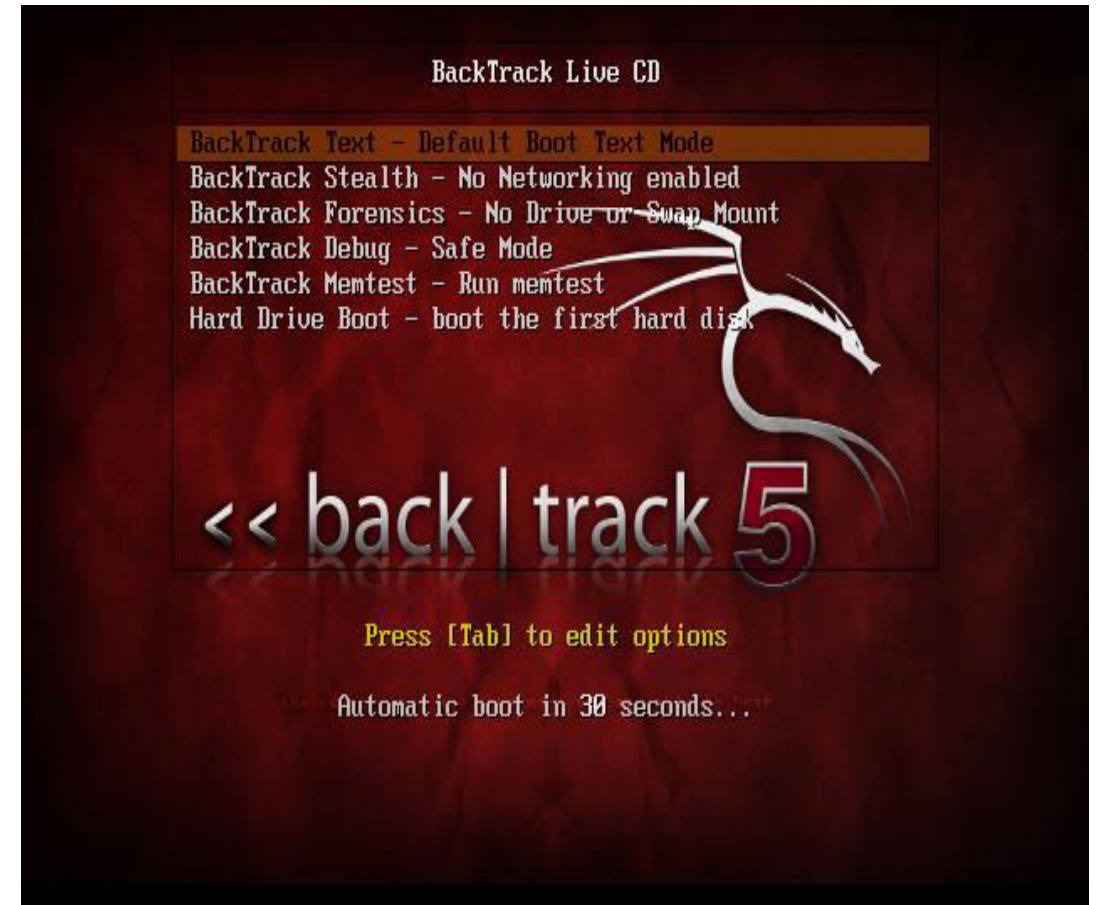 BackTrack Live CD
BackTrack Text - Default Boot Text Mode
BackTrack Stealth - No Networking enabled
BackTrack Forensics - No Drive or Swap Mount
BackTrack Debug - Safe Mode
BackTrack Memtest - Run memtest
Hard Drive Boot - boot the first hard disk
<< back | track 5
Press [Tab] to edit options
Automatic boot in 30 seconds...